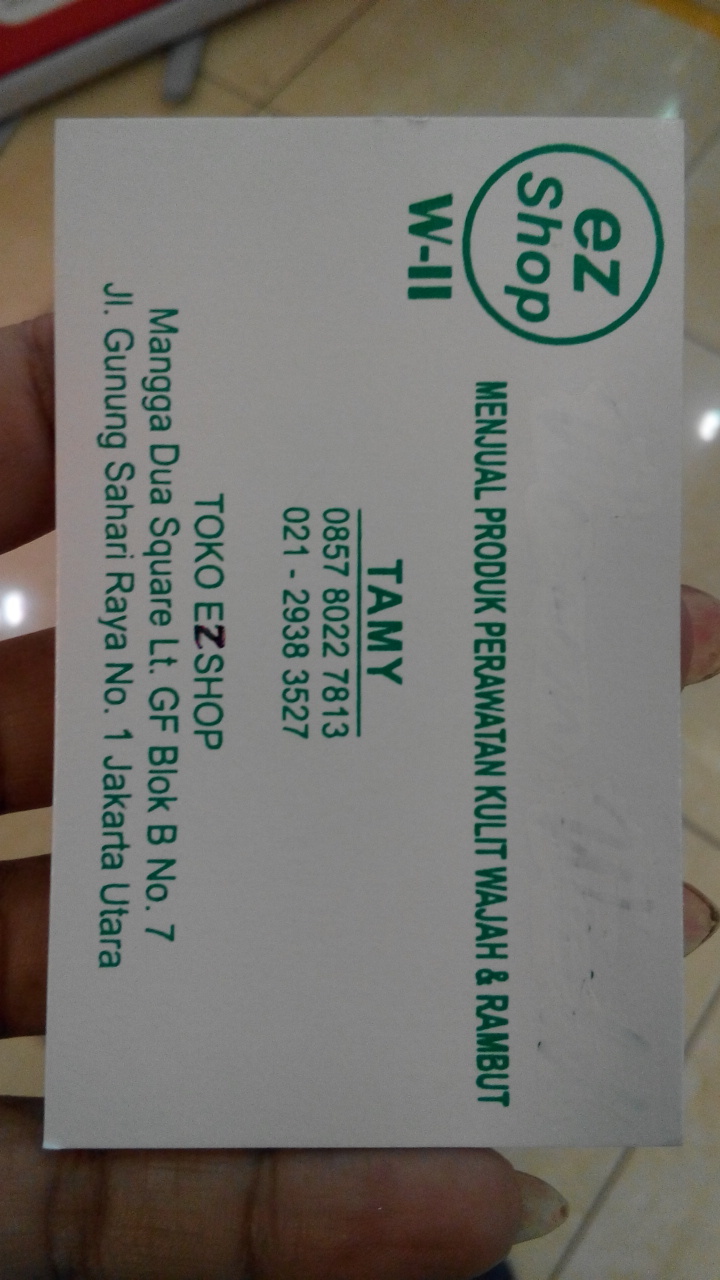 ez
Shop
W-II
MENJUAL PRODUK PERAWATAN KULIT WAJAH & RAMBUT
TAMY
0857 8022 7813
021 - 2938 3527
TOKO EZSHOP
Mangga Dua Square Lt. GF Blok B No. 7
Jl. Gunung Sahari Raya No. 1 Jakarta Utara